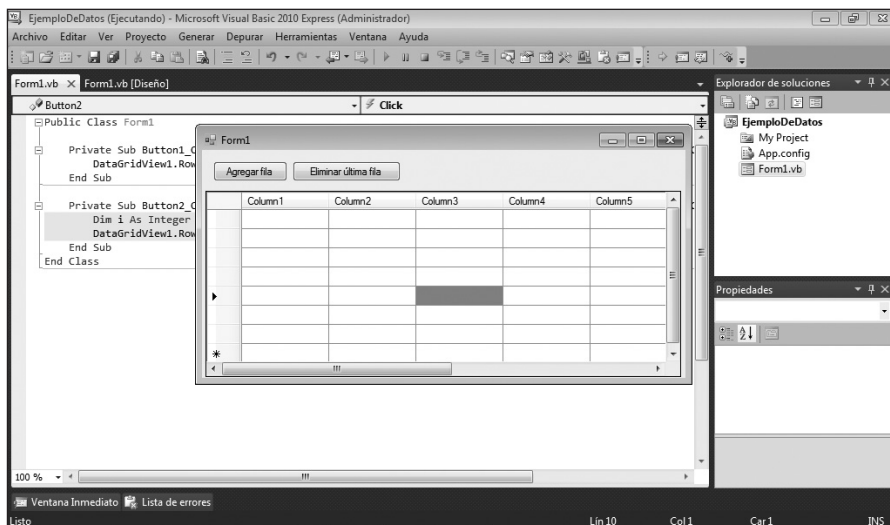 EjemploDeDatos (Ejecutando) - Microsoft Visual Basic 2010 Express (Administrador)
Archivo Editar Ver Proyecto Generar Depurar Herramientas Ventana Ayuda
Form1.vb Form1.vb [Diseño]
Button2 Click
Public Class Form1
Private Sub Button1_C
DataGridView1.Row
End Sub
Private Sub Button2_C
Dim i As Integer
DataGridView1.Row
End Sub
End Class
Form1
Agregar fila Eliminar última fila
Column1 Column2 Column3 Column4 Column5
Explorador de soluciones
EjemploDeDatos
My Project
App.config
Form1.vb
Propiedades
100 %
Ventana Inmediato Lista de errores
Listo Lín 10 Col 1 Car 1 INS